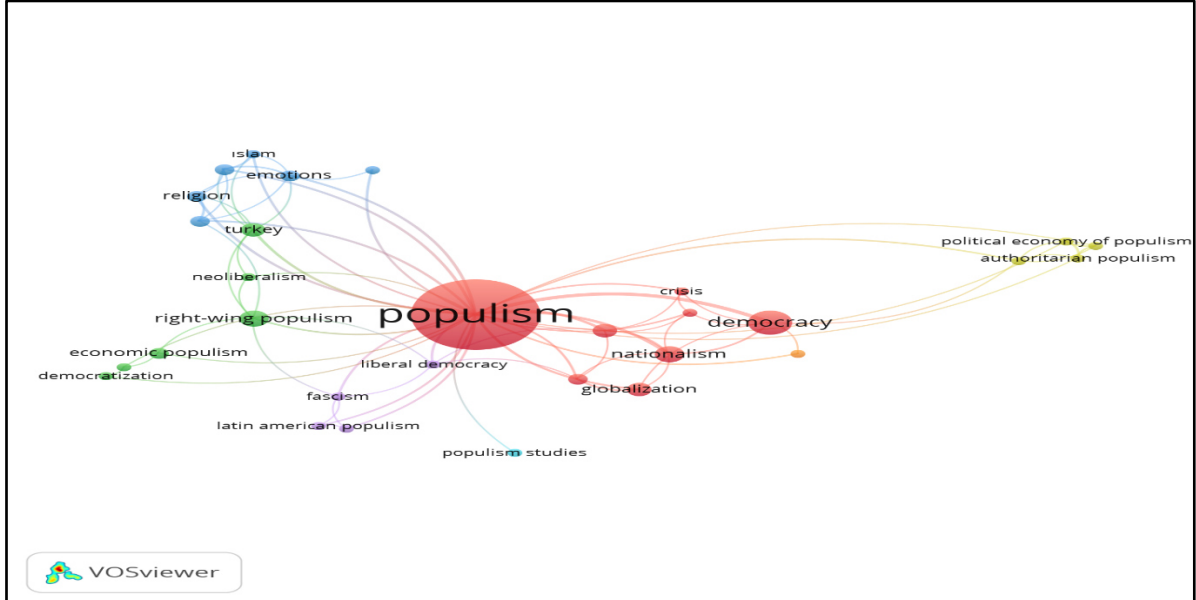 ıslam
emotions
religion
turkey
neoliberalism
right-wing populism
economic populism
democratization
populism
liberal democracy
fascism
latin american populism
populism studies
crisis
democracy
nationalism
globalization
political economy of populism
authoritarian populism
VOSviewer